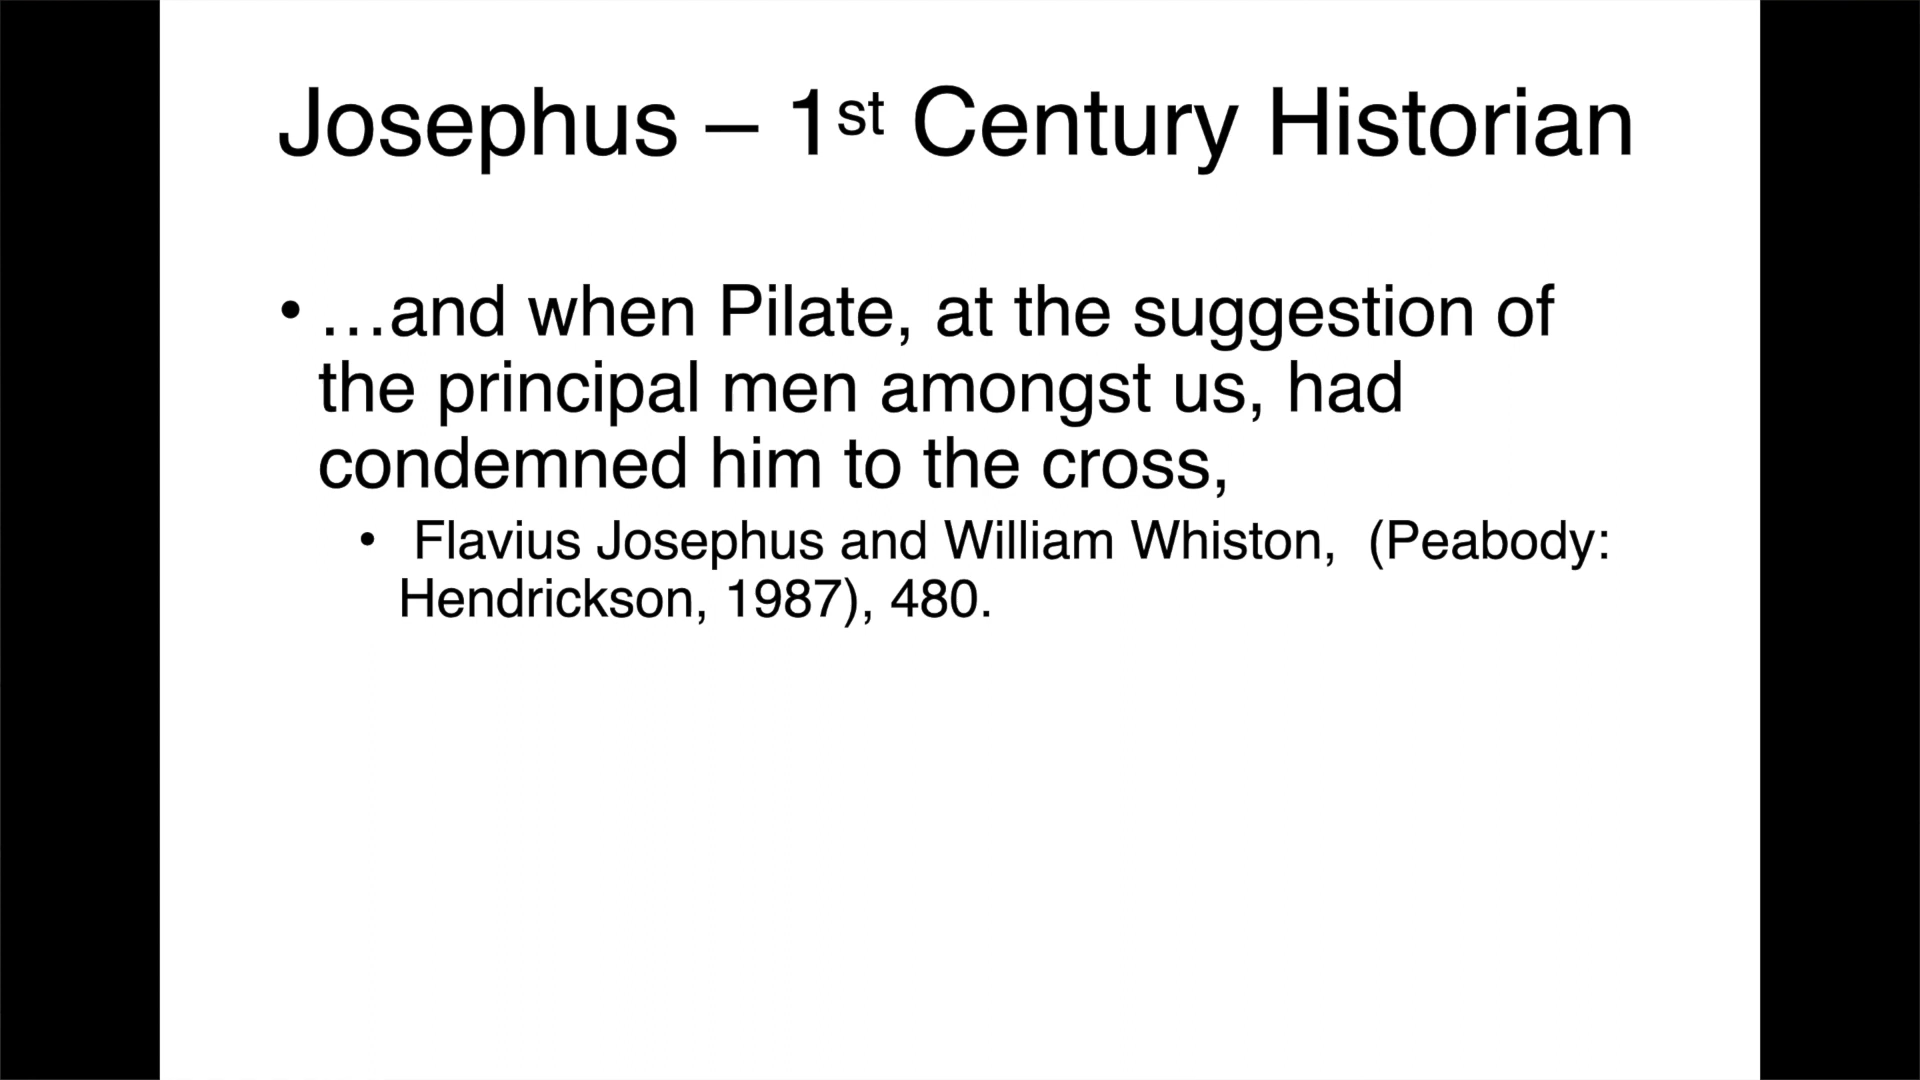 Josephus – 1st Century Historian
• …and when Pilate, at the suggestion of
the principal men amongst us, had
condemned him to the cross,
• Flavius Josephus and William Whiston,  (Peabody:
Hendrickson, 1987), 480.